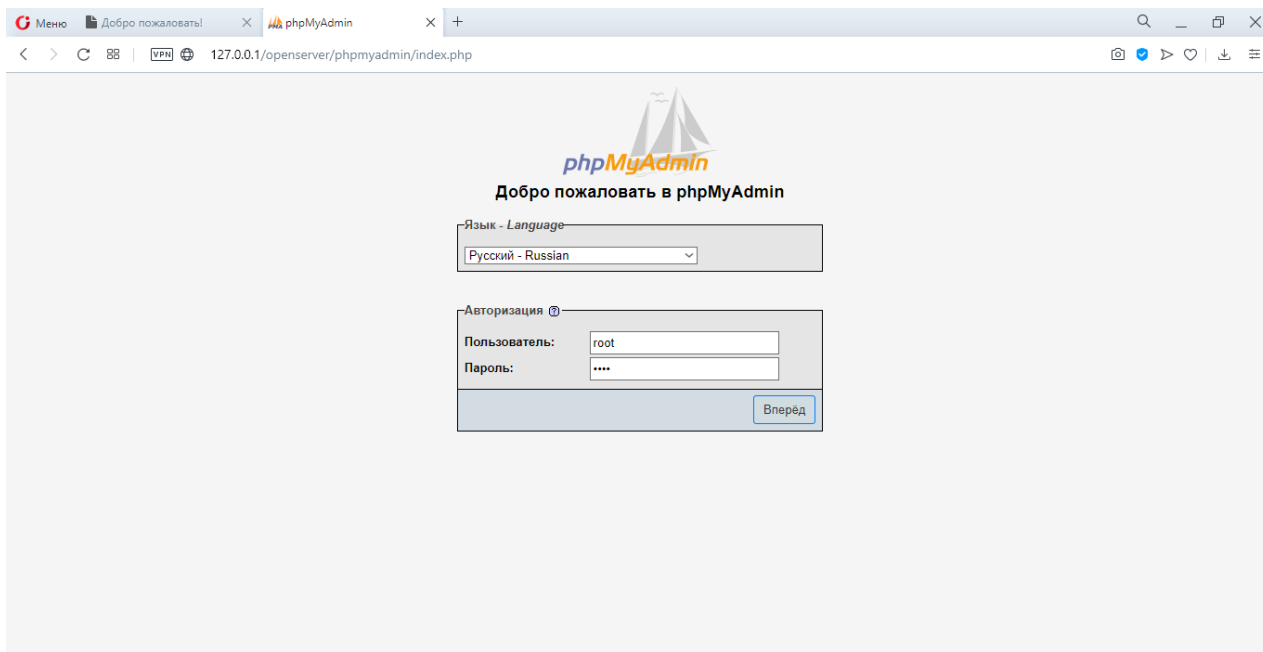 Меню Добро пожаловать! phpMyAdmin
VPN 127.0.0.1/openserver/phpmyadmin/index.php
phpMyAdmin
Добро пожаловать в phpMyAdmin
Язык - Language
Русский - Russian
Авторизация
Пользователь: root
Пароль: ••••
Вперёд